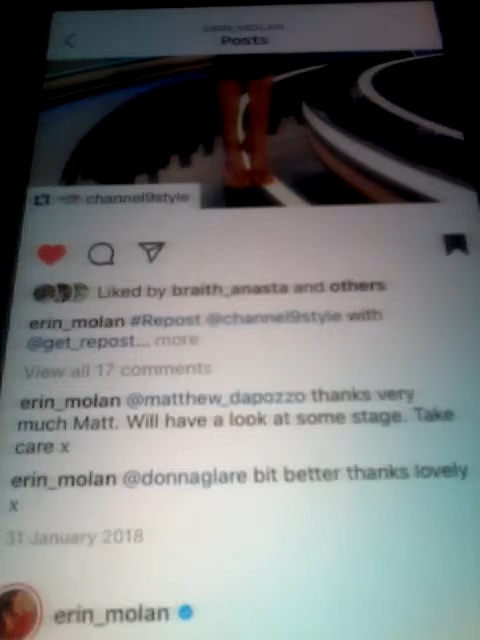 ERIN_MOLAN
Posts
channel9style
Liked by braith_anasta and others
erin_molan #Repost @channel9style with
@get_repost... more
View all 17 comments
erin_molan @matthew_dapozzo thanks very
much Matt. Will have a look at some stage. Take
care x
erin_molan @donnaglare bit better thanks lovely
x
31 January 2018
erin_molan